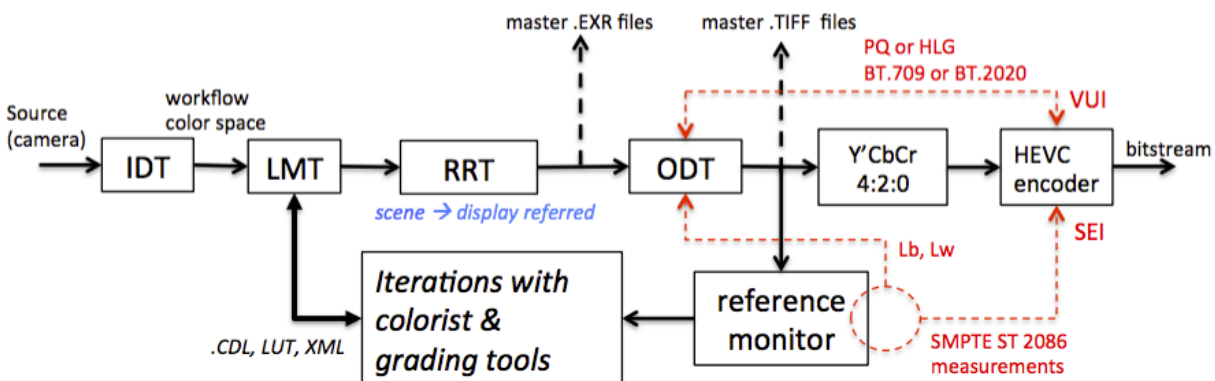 master .EXR files
master .TIFF files
PQ or HLG
BT.709 or BT.2020
VUI
Source
(camera)
workflow
color space
IDT
LMT
RRT
ODT
Y'CbCr
4:2:0
HEVC
encoder
bitstream
scene → display referred
SEI
Lb, Lw
Iterations with
colorist &
grading tools
reference
monitor
.CDL, LUT, XML
SMPTE ST 2086
measurements